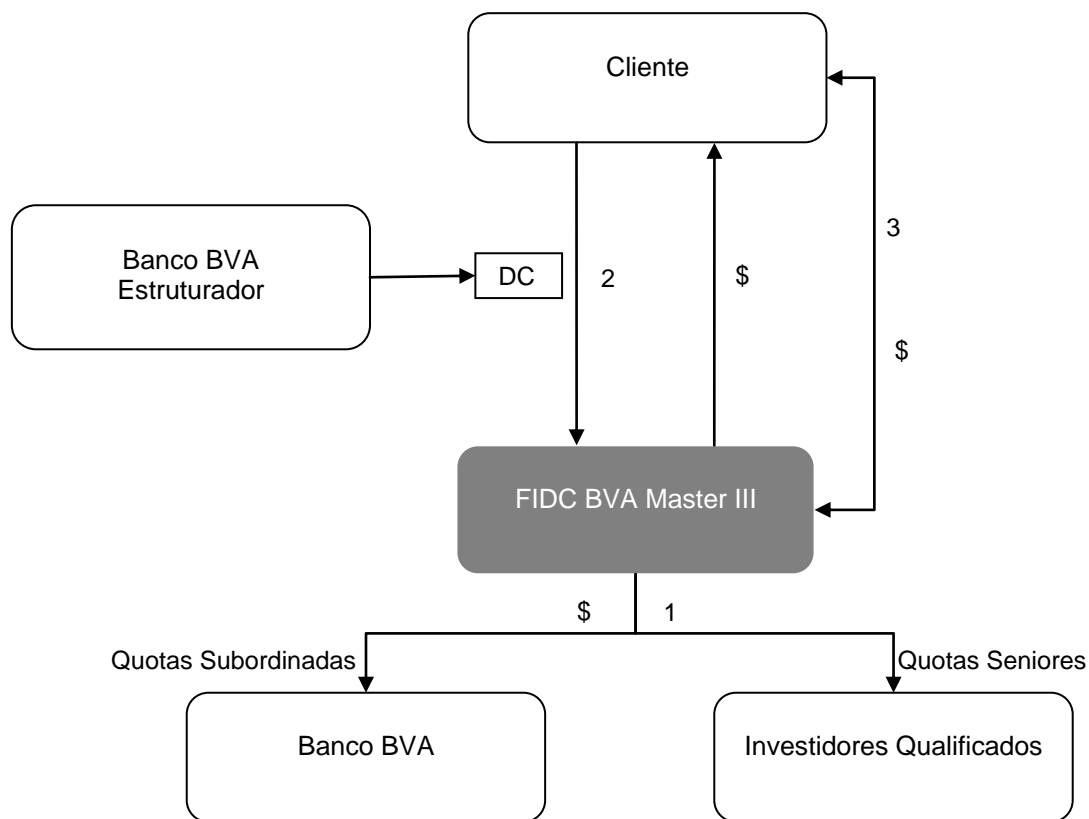 Cliente
Banco BVA
Estruturador
DC
2
$
3
$
FIDC BVA Master III
$
1
Quotas Subordinadas
Quotas Seniores
Banco BVA
Investidores Qualificados